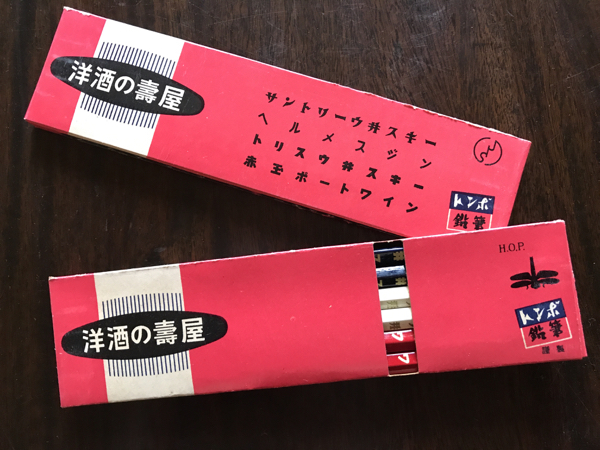 洋酒の壽屋
サントリーウ井スキー
ヘルメスジン
トリスウ井スキー
赤玉ポートワイン
トンボ
鉛筆
洋酒の壽屋
H.O.P.
トンボ
鉛筆
謹製